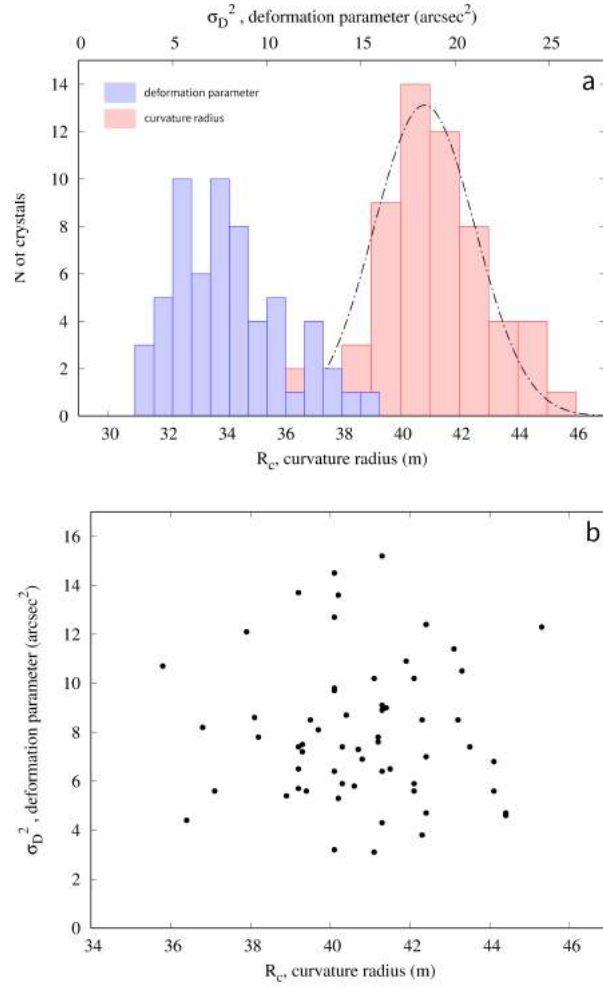 σD², deformation parameter (arcsec²)
0 5 10 15 20 25
a
14
12
10
8
6
4
2
0
deformation parameter
curvature radius
N of crystals
30 32 34 36 38 40 42 44 46
Rc, curvature radius (m)
b
16
14
12
10
8
6
4
2
0
σD², deformation parameter (arcsec²)
34 36 38 40 42 44 46
Rc, curvature radius (m)